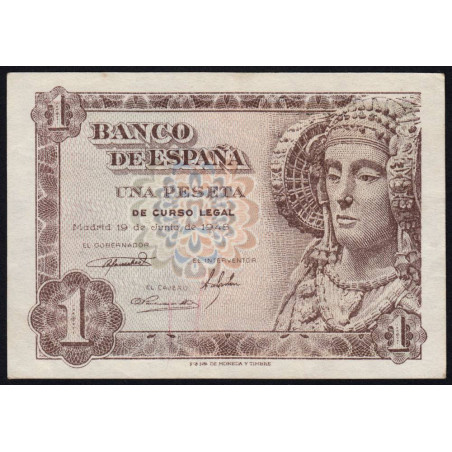 1
BANCO
DE ESPAÑA
UNA PESETA
DE CURSO LEGAL
Madrid 19 de Junio de 1948
EL GOBERNADOR
EL INTERVENTOR
EL CAJERO
1
1
DE MONEDA Y TIMBRE